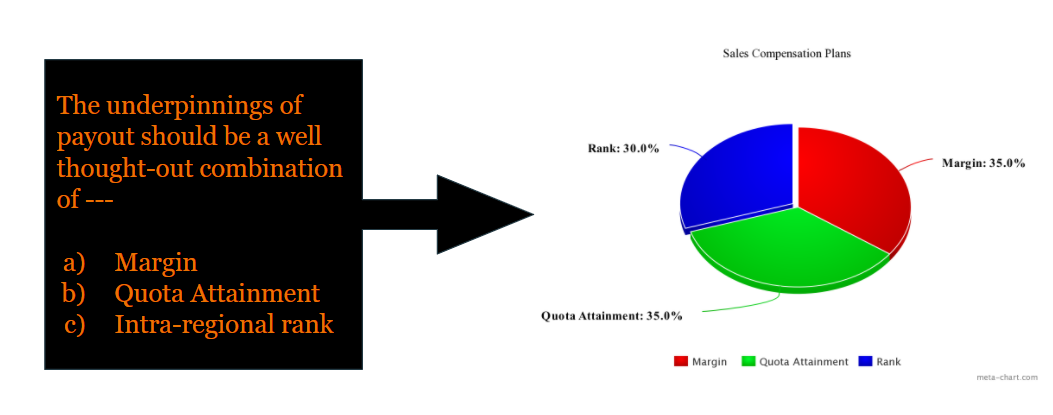 The underpinnings of
payout should be a well
thought-out combination
of ---
a) Margin
b) Quota Attainment
c) Intra-regional rank
Sales Compensation Plans
Rank: 30.0%
Margin: 35.0%
Quota Attainment: 35.0%
Margin Quota Attainment Rank
meta-chart.com